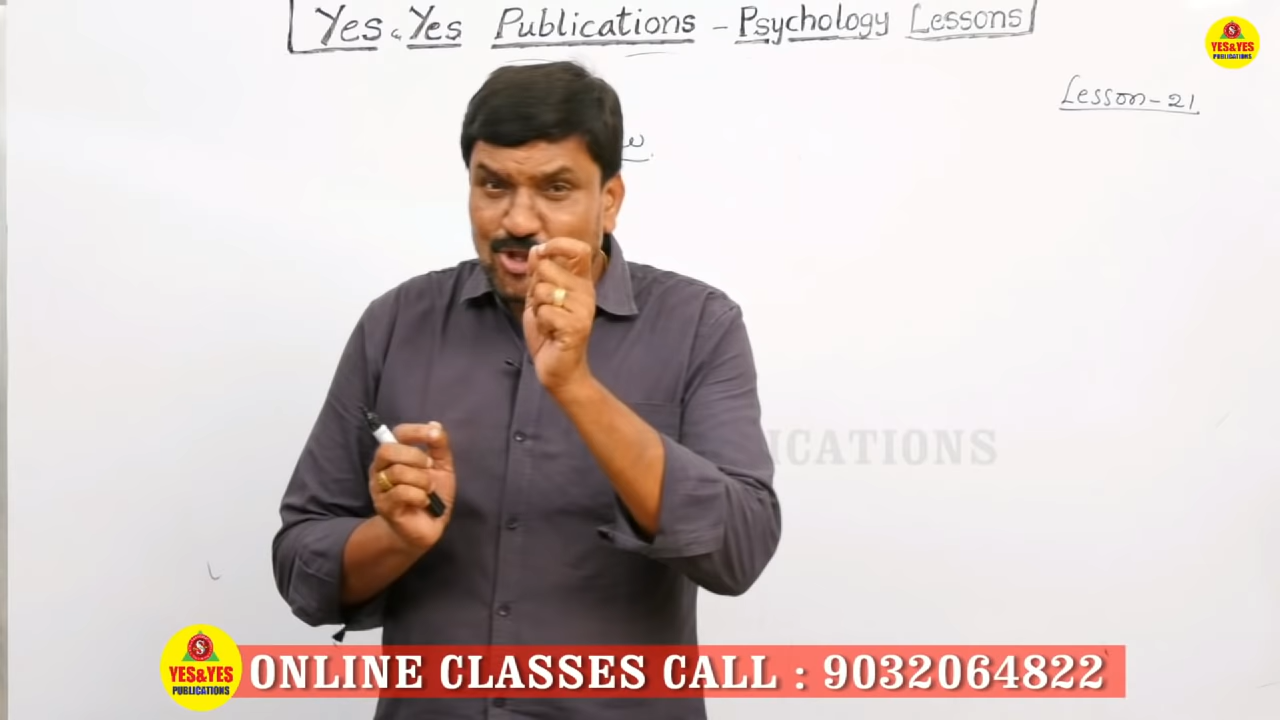 Yes & Yes Publications - Psychology Lessons
YES&YES
PUBLICATIONS
Lesson-21
ICATIONS
YES&YES
PUBLICATIONS
ONLINE CLASSES CALL : 9032064822